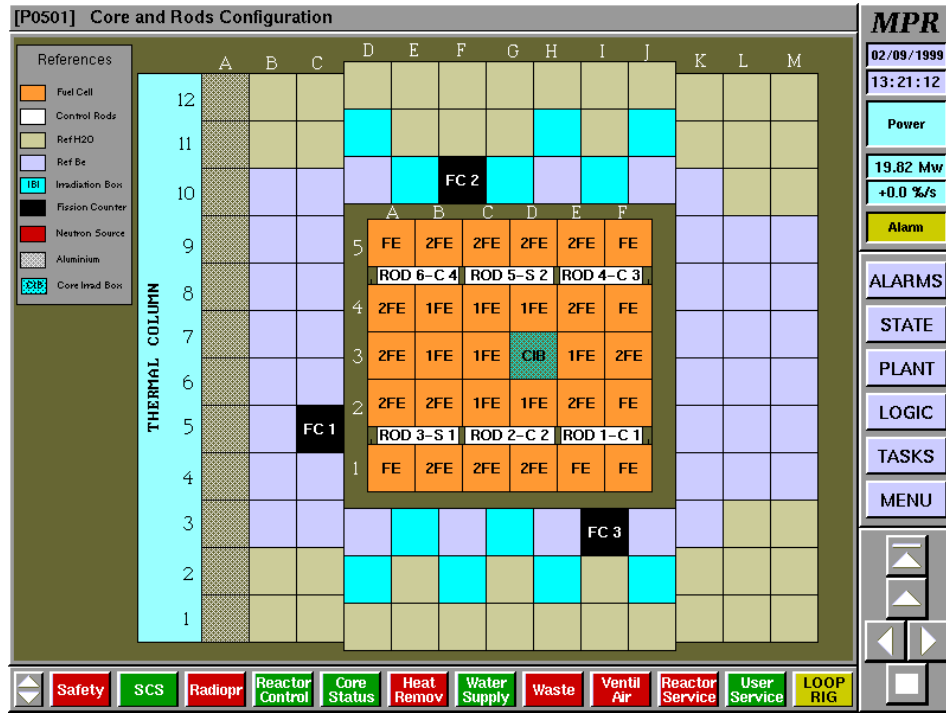 [P0501] Core and Rods Configuration
MPR
02/09/1999
13:21:12
Power
19.82 Mw
+0.0 %/s
Alarm
ALARMS
STATE
PLANT
LOGIC
TASKS
MENU
References
Fuel Cell
Control Rods
Ref H2O
Ref Be
IBI Irradiation Box
Fission Counter
Neutron Source
Aluminium
CIB Core Irrad Box
A B C D E F G H I J K L M
12
11
10
9
8
7
6
5
4
3
2
1
THERMAL COLUMN
FC 2
FC 1
FC 3
A B C D E F
5 FE 2FE 2FE 2FE 2FE FE
ROD 6-C 4 ROD 5-S 2 ROD 4-C 3
4 2FE 1FE 1FE 1FE 2FE FE
3 2FE 1FE 1FE CIB 1FE 2FE
2 2FE 2FE 1FE 1FE 2FE FE
ROD 3-S 1 ROD 2-C 2 ROD 1-C 1
1 FE 2FE 2FE 2FE FE FE
Safety
SCS
Radiopr
Reactor
Control
Core
Status
Heat
Remov
Water
Supply
Waste
Ventil
Air
Reactor
Service
User
Service
LOOP
RIG